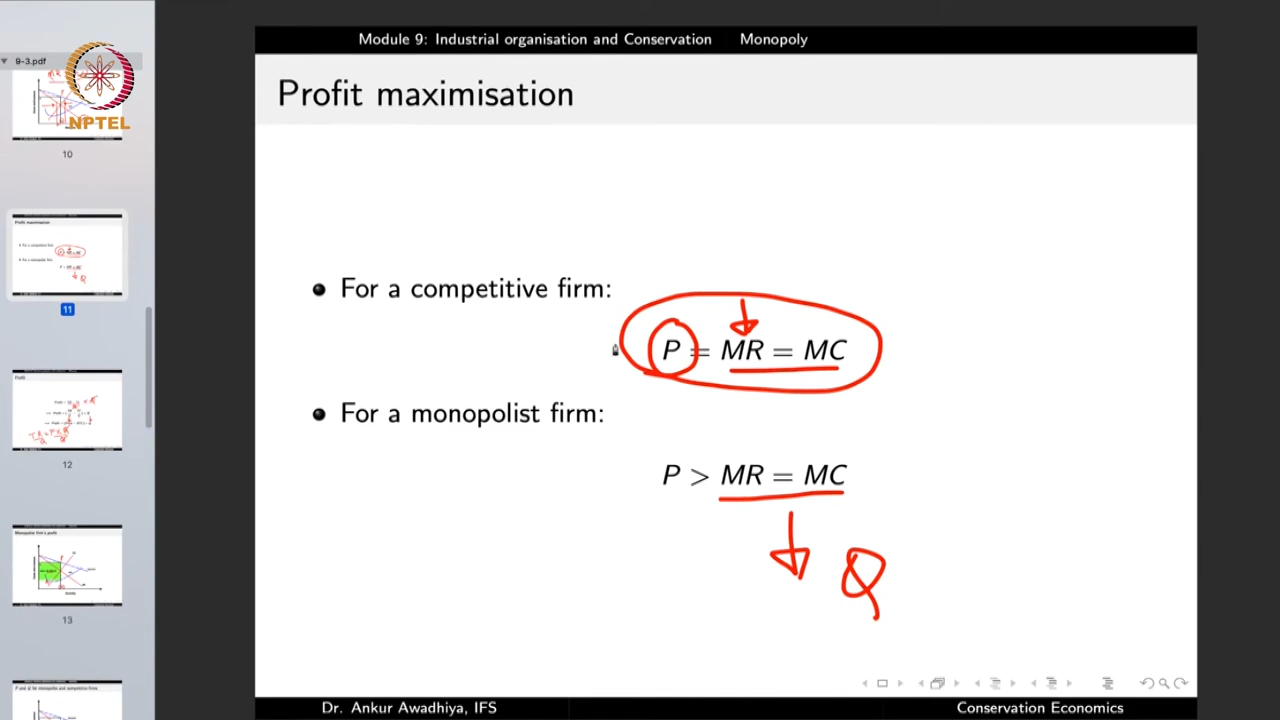 Module 9: Industrial organisation and Conservation Monopoly
9-3.pdf
NPTEL
Profit maximisation
10
• For a competitive firm:
P = MR = MC
• For a monopolist firm:
P > MR = MC
Q
11
12
13
Dr. Ankur Awadhiya, IFS Conservation Economics